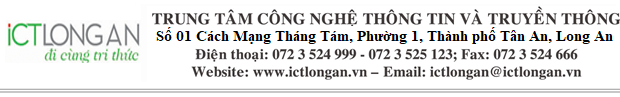 iCTLONGAN
đi cùng tri thức
TRUNG TÂM CÔNG NGHỆ THÔNG TIN VÀ TRUYỀN THÔNG
Số 01 Cách Mạng Tháng Tám, Phường 1, Thành phố Tân An, Long An
Điện thoại: 072 3 524 999 - 072 3 525 123; Fax: 072 3 524 666
Website: www.ictlongan.vn – Email: ictlongan@ictlongan.vn